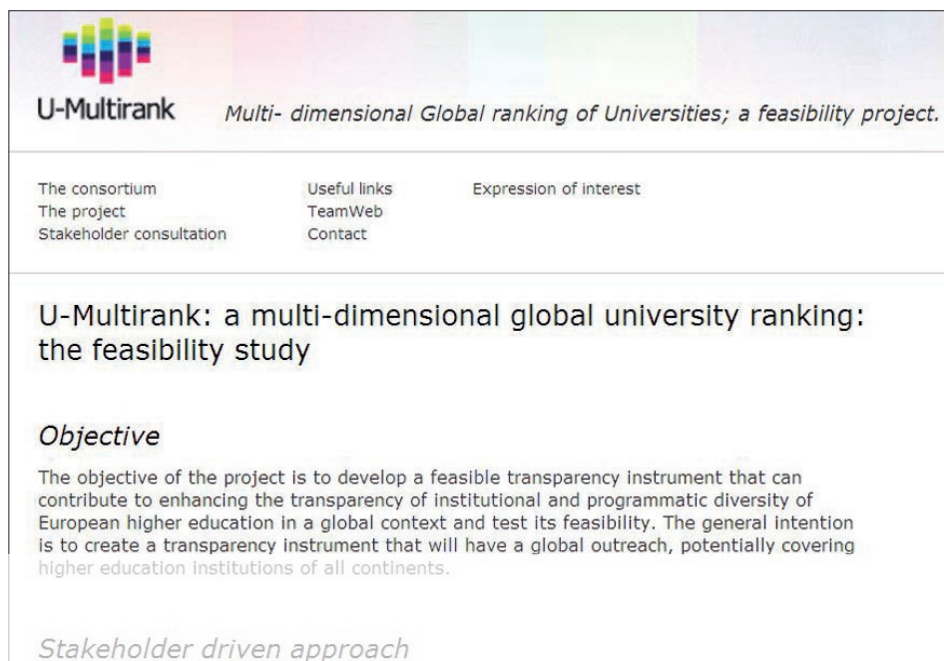 U-Multirank
Multi- dimensional Global ranking of Universities; a feasibility project.
The consortium
The project
Stakeholder consultation
Useful links
TeamWeb
Contact
Expression of interest
U-Multirank: a multi-dimensional global university ranking:
the feasibility study
Objective
The objective of the project is to develop a feasible transparency instrument that can
contribute to enhancing the transparency of institutional and programmatic diversity of
European higher education in a global context and test its feasibility. The general intention
is to create a transparency instrument that will have a global outreach, potentially covering
higher education institutions of all continents.
Stakeholder driven approach